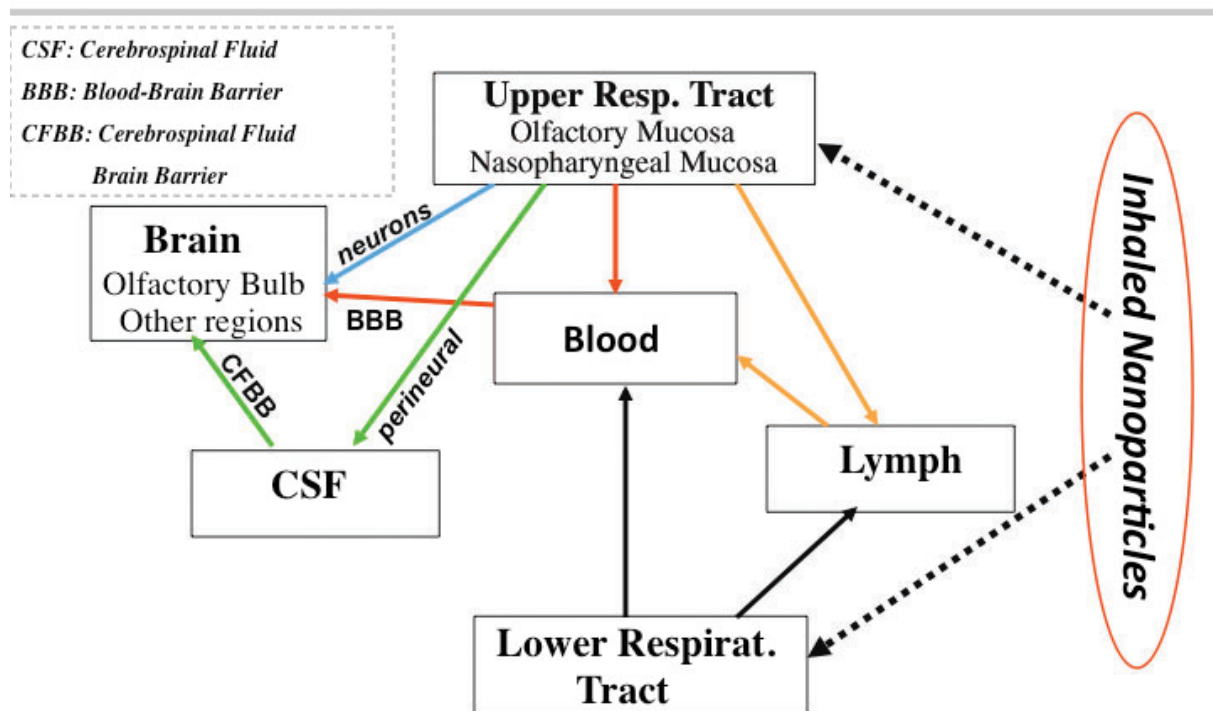 CSF: Cerebrospinal Fluid
BBB: Blood-Brain Barrier
CFBB: Cerebrospinal Fluid
Brain Barrier
Upper Resp. Tract
Olfactory Mucosa
Nasopharyngeal Mucosa
Brain
Olfactory Bulb
Other regions
neurons
BBB
Blood
perineural
CFBB
CSF
Lymph
Lower Respirat.
Tract
Inhaled Nanoparticles